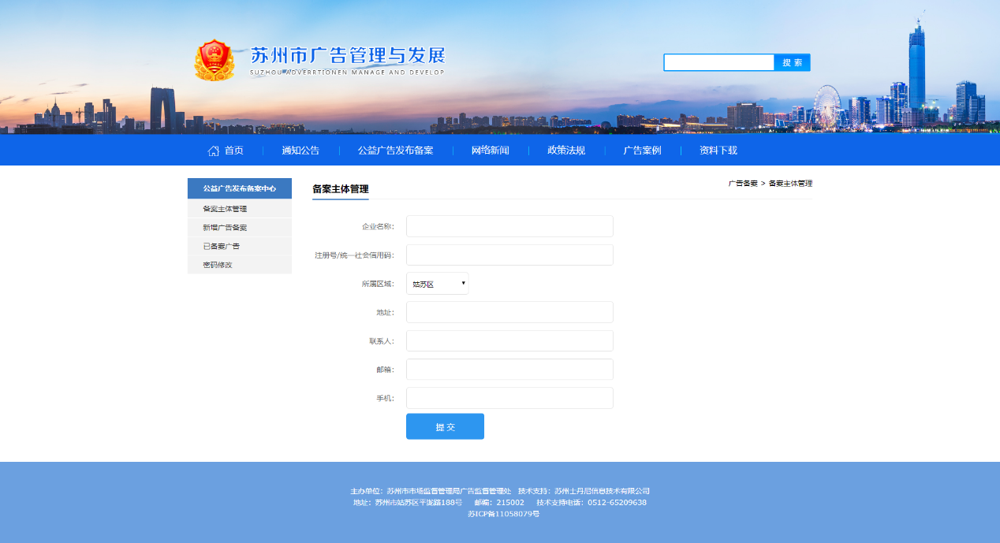 苏州市广告管理与发展
SUZHOU ADVERRTIONEN MANAGE AND DEVELOP
搜 索
首页 通知公告 公益广告发布备案 网络新闻 政策法规 广告案例 资料下载
公益广告发布备案中心
备案主体管理
新增广告备案
已备案广告
密码修改
备案主体管理
广告备案 > 备案主体管理
企业名称：
注册号/统一社会信用码：
所属区域： 姑苏区
地址：
联系人：
邮箱：
手机：
提 交
主办单位：苏州市市场监督管理局广告监督管理处 技术支持：苏州士丹尼信息技术有限公司
地址：苏州市姑苏区平泷路188号 邮编：215002 技术支持电话：0512-65209638
苏ICP备11058079号